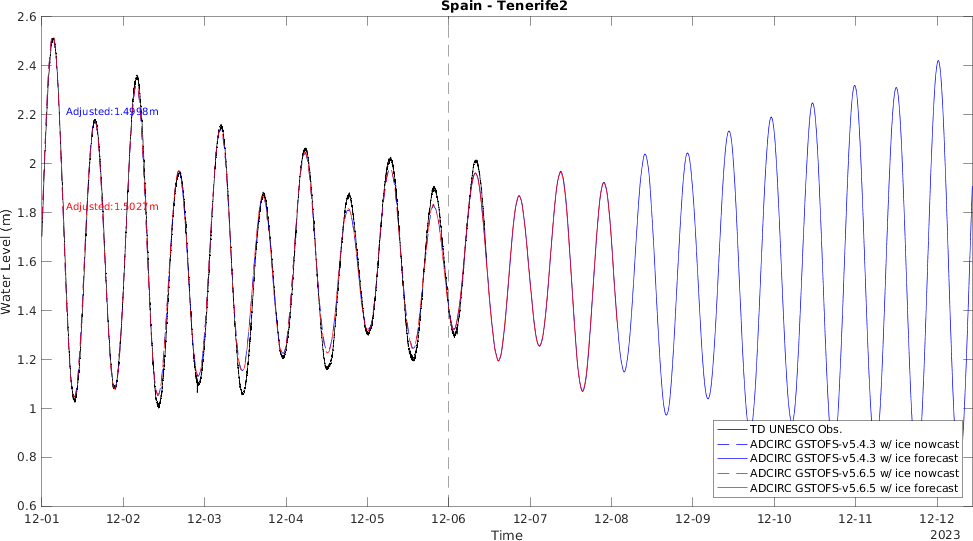 Spain - Tenerife2
2.6
2.4
2.2
2
1.8
1.6
1.4
1.2
1
0.8
0.6
Water Level (m)
Adjusted:1.4998m
Adjusted:1.5027m
TD UNESCO Obs.
ADCIRC GSTOFS-v5.4.3 w/ ice nowcast
ADCIRC GSTOFS-v5.4.3 w/ ice forecast
ADCIRC GSTOFS-v5.6.5 w/ ice nowcast
ADCIRC GSTOFS-v5.6.5 w/ ice forecast
12-01 12-02 12-03 12-04 12-05 12-06 12-07 12-08 12-09 12-10 12-11 12-12
Time
2023